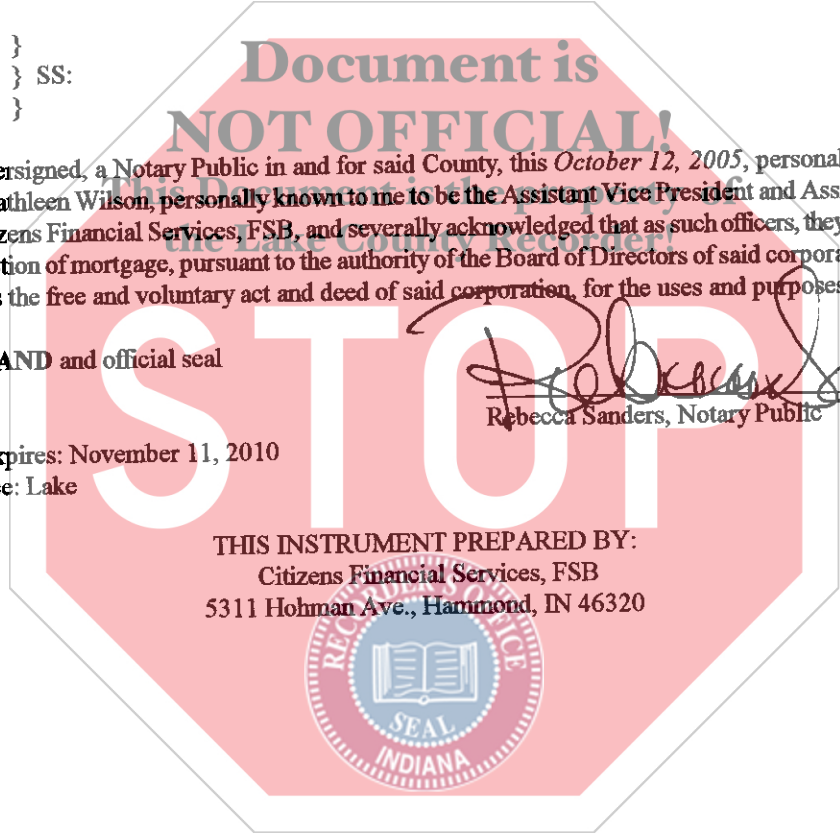 }
} SS:
}
Document is
NOT OFFICIAL!
This Document is the property of
the Lake County Recorder!
ersigned, a Notary Public in and for said County, this October 12, 2005, personal
athleen Wilson, personally known to me to be the Assistant Vice President and Ass
zens Financial Services, FSB, and severally acknowledged that as such officers, they
tion of mortgage, pursuant to the authority of the Board of Directors of said corpora
s the free and voluntary act and deed of said corporation, for the uses and purposes
STOP
AND and official seal
Rebecca Sanders, Notary Public
xpires: November 11, 2010
e: Lake
THIS INSTRUMENT PREPARED BY:
Citizens Financial Services, FSB
5311 Hohman Ave., Hammond, IN 46320
RECORDER'S OFFICE
SEAL
INDIANA